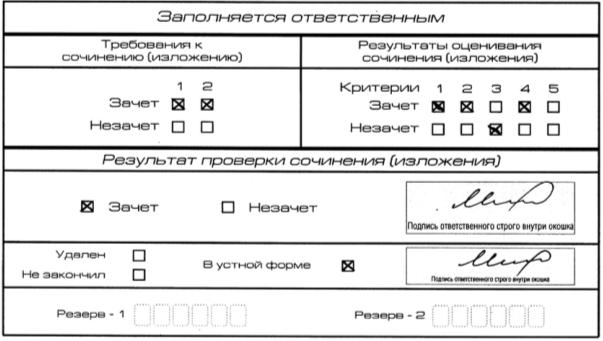 Заполняется ответственным
Требования к сочинению (изложению)
1 2
Зачет
Незачет
Результаты оценивания сочинения (изложения)
Критерии 1 2 3 4 5
Зачет
Незачет
Результат проверки сочинения (изложения)
Зачет Незачет
Подпись ответственного строго внутри окошка
Удален
Не закончил
В устной форме
Подпись ответственного строго внутри окошка
Резерв - 1
Резерв - 2